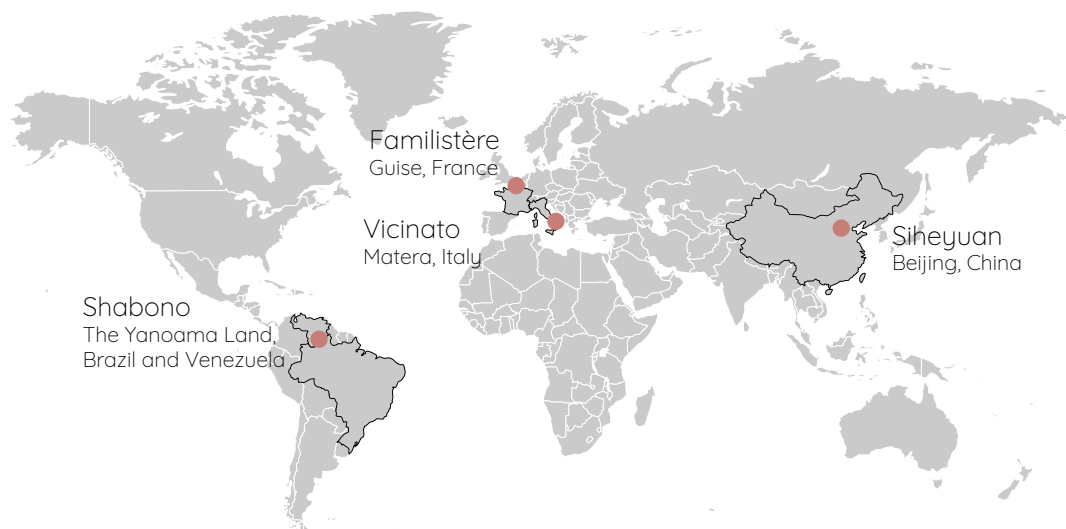 Familistère
Guise, France
Vicinato
Matera, Italy
Siheyuan
Beijing, China
Shabono
The Yanoama Land,
Brazil and Venezuela